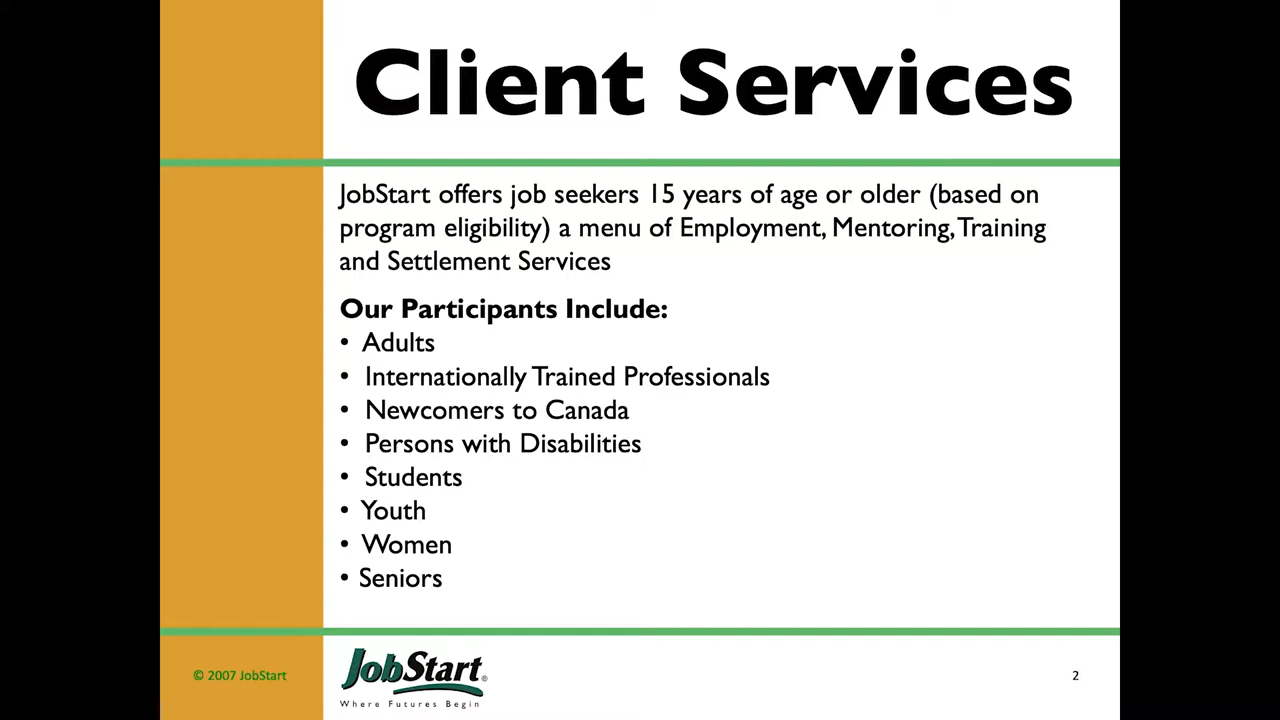 Client Services
JobStart offers job seekers 15 years of age or older (based on
program eligibility) a menu of Employment, Mentoring, Training
and Settlement Services
Our Participants Include:
• Adults
• Internationally Trained Professionals
• Newcomers to Canada
• Persons with Disabilities
• Students
• Youth
• Women
• Seniors
© 2007 JobStart
JobStart®
Where Futures Begin
2